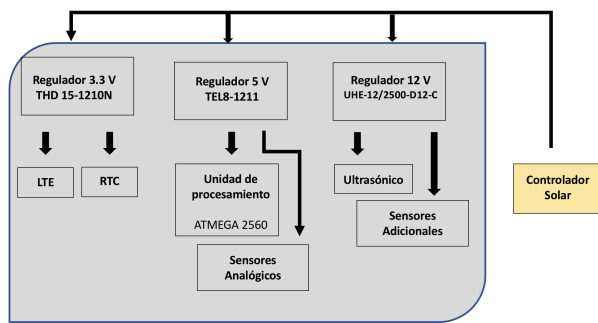 Regulador 3.3 V
THD 15-1210N
Regulador 5 V
TEL8-1211
Regulador 12 V
UHE-12/2500-D12-C
LTE
RTC
Unidad de
procesamiento
ATMEGA 2560
Ultrasónico
Controlador
Solar
Sensores
Adicionales
Sensores
Analógicos